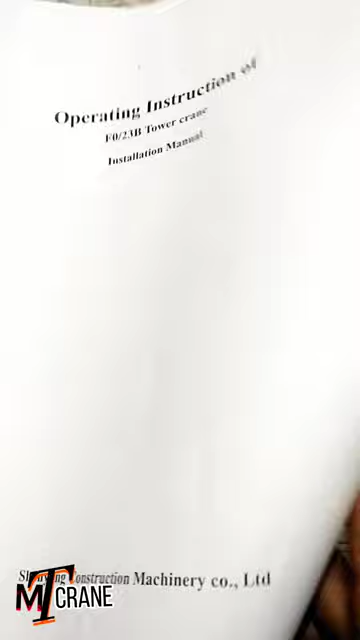 Operating Instruction of
F0/23B Tower crane
Installation Manual
Construction Machinery co., Ltd
MT CRANE